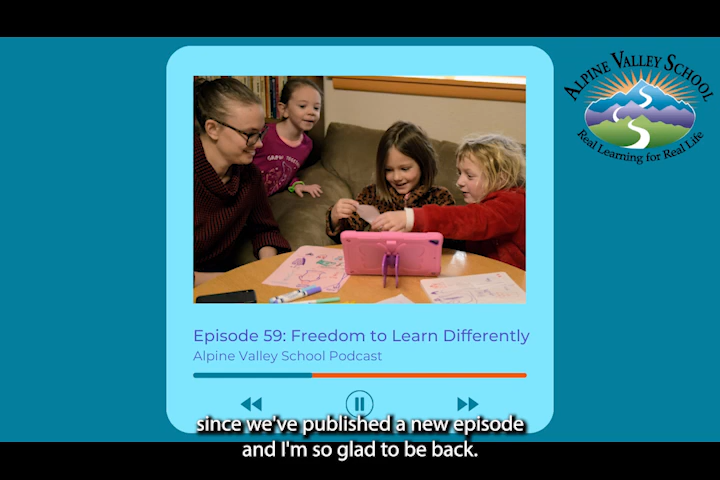 ALPINE VALLEY SCHOOL
Real Learning for Real Life
Episode 59: Freedom to Learn Differently
Alpine Valley School Podcast
since we've published a new episode
and I'm so glad to be back.